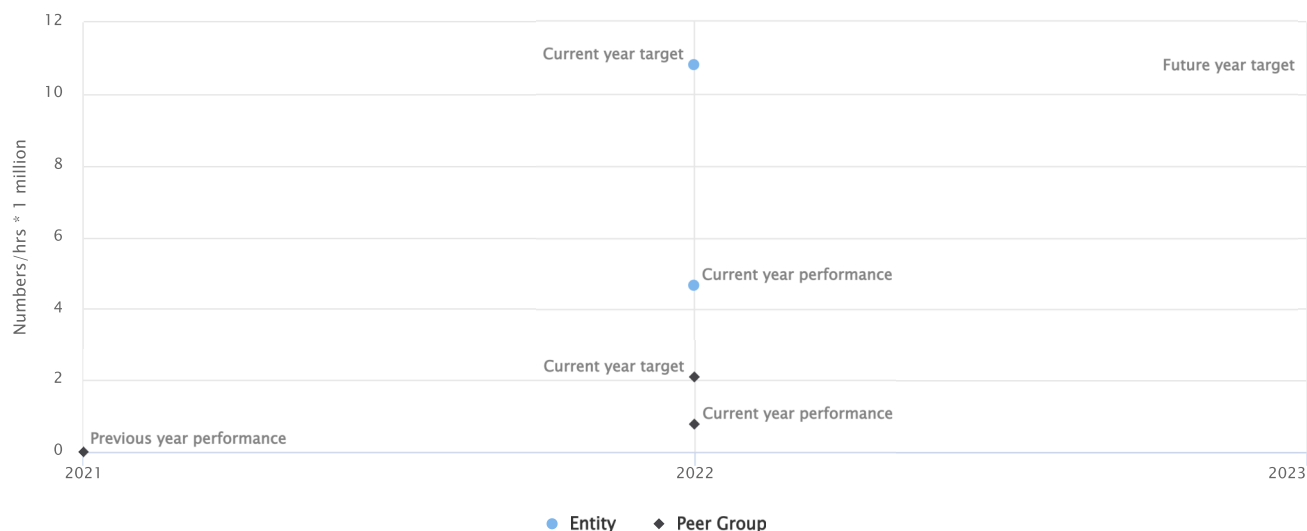 12
Current year target
Future year target
10
8
6
Current year performance
4
Current year target
2
Current year performance
Previous year performance
0
2021
2022
2023
Numbers/hrs * 1 million
Entity
Peer Group